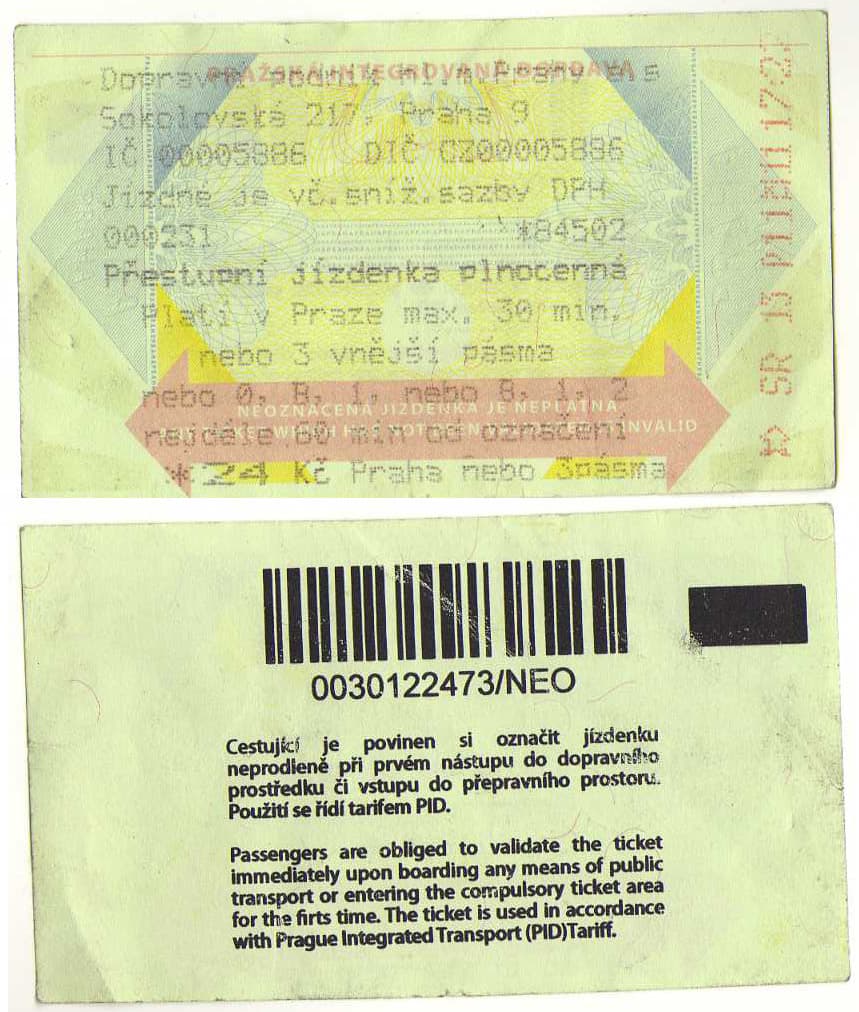 PRAŽSKÁ INTEGROVANÁ DOPRAVA
Dopravní podnik hl.m.Prahy a s
Sokolovská 217, Praha 9
IČ 00005886 DIČ CZ00005886
Jízdné je vč.sníž.sazby DPH
000231 *84502
Přestupní jízdenka plnocenná
Platí v Praze max. 30 min.
nebo 3 vnější pásma
nebo 0, B, 1, nebo B, 1, 2
NEOZNAČENÁ JÍZDENKA JE NEPLATNÁ
nejdéle 60 min od označení
INVALID
*24 Kč Praha nebo 3pásma
SR 13
0030122473/NEO
Cestující je povinen si označit jízdenku
neprodleně při prvém nástupu do dopravního
prostředku či vstupu do přepravního prostoru.
Použití se řídí tarifem PID.
Passengers are obliged to validate the ticket
immediately upon boarding any means of public
transport or entering the compulsory ticket area
for the firts time. The ticket is used in accordance
with Prague Integrated Transport (PID)Tariff.